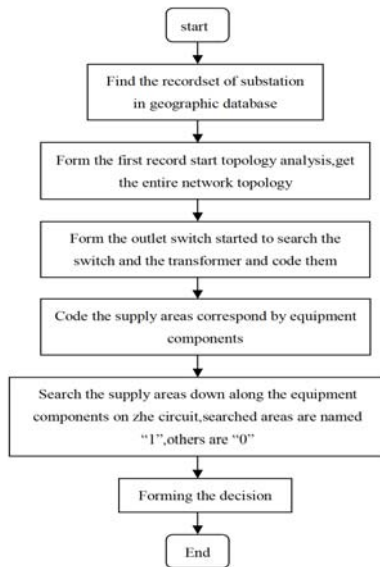 start
Find the recordset of substation
in geographic database
Form the first record start topology analysis,get
the entire network topology
Form the outlet switch started to search the
switch and the transformer and code them
Code the supply areas correspond by equipment
components
Search the supply areas down along the equipment
components on zhe circuit,searched areas are named
“1”,others are “0”
Forming the decision
End